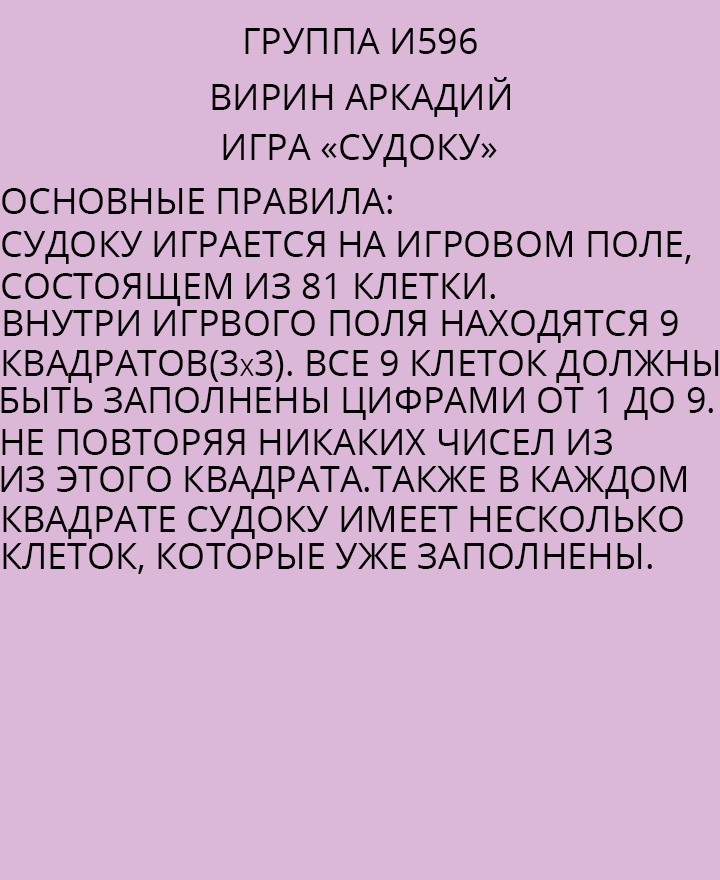 ГРУППА И596
ВИРИН АРКАДИЙ
ИГРА «СУДОКУ»
ОСНОВНЫЕ ПРАВИЛА:
СУДОКУ ИГРАЕТСЯ НА ИГРОВОМ ПОЛЕ,
СОСТОЯЩЕМ ИЗ 81 КЛЕТКИ.
ВНУТРИ ИГРВОГО ПОЛЯ НАХОДЯТСЯ 9
КВАДРАТОВ(3х3). ВСЕ 9 КЛЕТОК ДОЛЖНЫ
БЫТЬ ЗАПОЛНЕНЫ ЦИФРАМИ ОТ 1 ДО 9.
НЕ ПОВТОРЯЯ НИКАКИХ ЧИСЕЛ ИЗ
ИЗ ЭТОГО КВАДРАТА.ТАКЖЕ В КАЖДОМ
КВАДРАТЕ СУДОКУ ИМЕЕТ НЕСКОЛЬКО
КЛЕТОК, КОТОРЫЕ УЖЕ ЗАПОЛНЕНЫ.